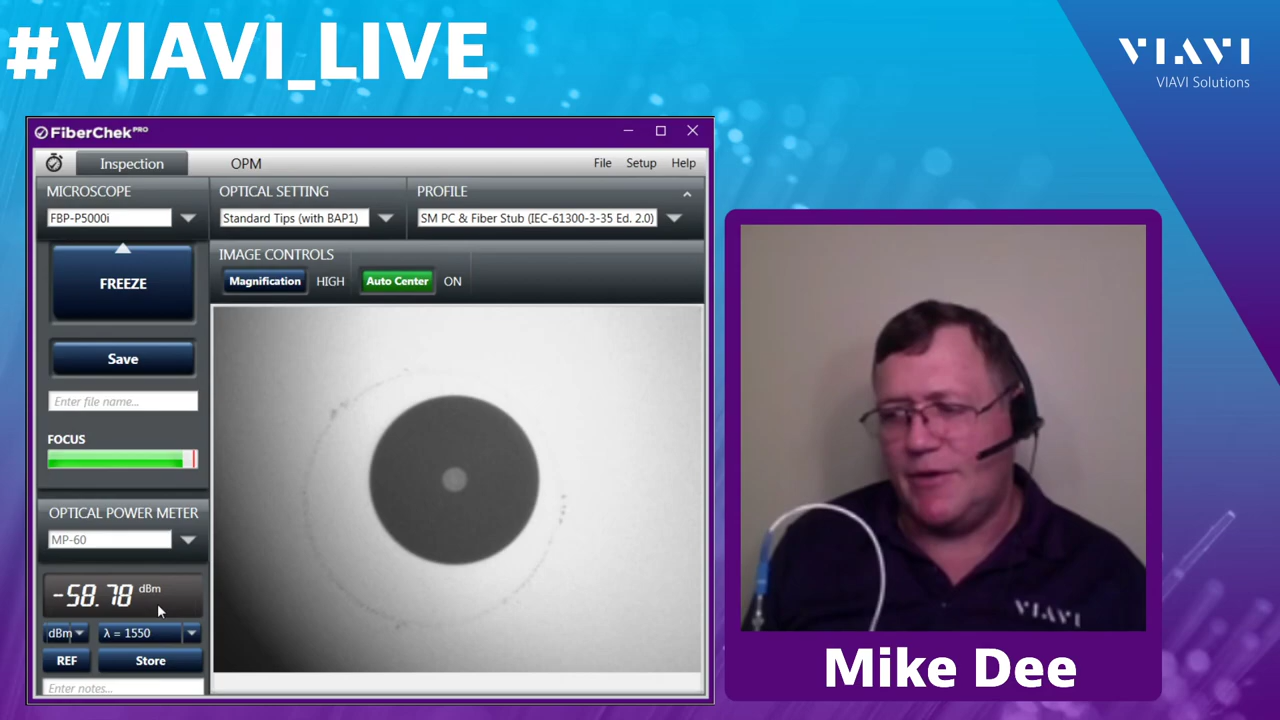 #VIAVI_LIVE
VIAVI
VIAVI Solutions
FiberChek PRO
Inspection
OPM
File
Setup
Help
MICROSCOPE
OPTICAL SETTING
PROFILE
FBP-P5000i
Standard Tips (with BAP1)
SM PC & Fiber Stub (IEC-61300-3-35 Ed. 2.0)
IMAGE CONTROLS
FREEZE
Magnification
HIGH
Auto Center
ON
Save
Enter file name...
FOCUS
OPTICAL POWER METER
MP-60
-58.78 dBm
dBm
λ = 1550
REF
Store
Enter notes...
VIAVI
Mike Dee